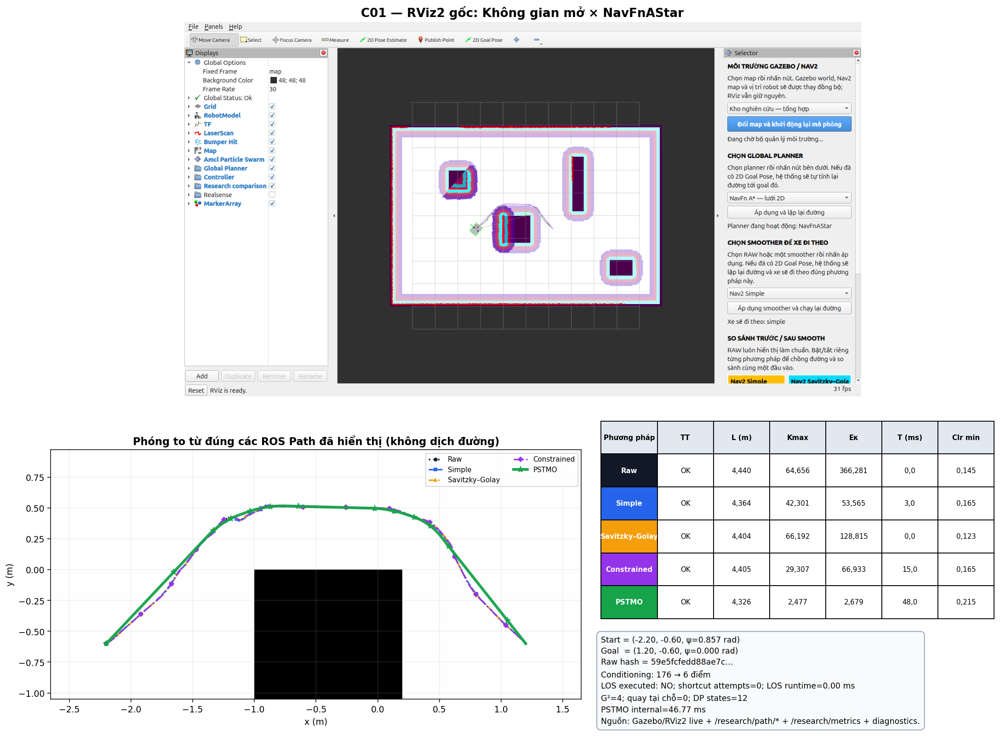 C01 — RViz2 gốc: Không gian mở × NavFnAStar
File Panels Help
Move Camera Select Focus Camera Measure 2D Pose Estimate Publish Point 2D Goal Pose
Displays
Global Options
Fixed Frame map
Background Color 48; 48; 48
Frame Rate 30
Global Status: Ok
Grid
RobotModel
TF
LaserScan
Bumper Hit
Map
Amcl Particle Swarm
Global Planner
Controller
Research comparison
Realsense
MarkerArray
Add Duplicate Remove Rename
Reset RViz is ready.
31 fps
Selector
MÔI TRƯỜNG GAZEBO / NAV2
Chọn map rồi nhấn nút. Gazebo world, Nav2
map và vị trí robot sẽ được thay đồng bộ;
RViz vẫn giữ nguyên.
Kho nghiên cứu — tổng hợp
Đổi map và khởi động lại mô phỏng
Đang chờ bộ quản lý môi trường...
CHỌN GLOBAL PLANNER
Chọn planner rồi nhấn nút bên dưới. Nếu đã
có 2D Goal Pose, hệ thống sẽ tự tính lại
đường tới goal đó.
NavFn A* — lưới 2D
Áp dụng và lập lại đường
Planner đang hoạt động: NavFnAStar
CHỌN SMOOTHER ĐỂ XE ĐI THEO
Chọn RAW hoặc một smoother rồi nhấn áp
dụng. Nếu đã có 2D Goal Pose, hệ thống sẽ
lập lại đường và xe sẽ đi theo đúng phương
pháp này.
Nav2 Simple
Áp dụng smoother và chạy lại đường
Xe sẽ đi theo: simple
SO SÁNH TRƯỚC / SAU SMOOTH
RAW luôn hiển thị làm chuẩn. Bật/tắt riêng
từng phương pháp để chồng đường và so
sánh cùng một đầu vào.
Nav2 Simple Nav2 Savitzky–Gola
Phóng to từ đúng các ROS Path đã hiển thị (không dịch đường)
Raw
Simple
Savitzky–Golay
Constrained
PSTMO
0.75
0.50
0.25
0.00
−0.25
−0.50
−0.75
−1.00
y (m)
−2.5 −2.0 −1.5 −1.0 −0.5 0.0 0.5 1.0 1.5
x (m)
Phương pháp TT L (m) Kmax Eκ T (ms) Clr min
Raw OK 4,440 64,656 366,281 0,0 0,145
Simple OK 4,364 42,301 53,565 3,0 0,165
Savitzky–Golay OK 4,404 66,192 128,815 0,0 0,123
Constrained OK 4,405 29,307 66,933 15,0 0,165
PSTMO OK 4,326 2,477 2,679 48,0 0,215
Start = (-2.20, -0.60, ψ=0.857 rad)
Goal = (1.20, -0.60, ψ=0.000 rad)
Raw hash = 59e5fcfedd88ae7c…
Conditioning: 176 → 6 điểm
LOS executed: NO; shortcut attempts=0; LOS runtime=0.00 ms
G²=4; quay tại chỗ=0; DP states=12
PSTMO internal=46.77 ms
Nguồn: Gazebo/RViz2 live + /research/path/* + /research/metrics + diagnostics.